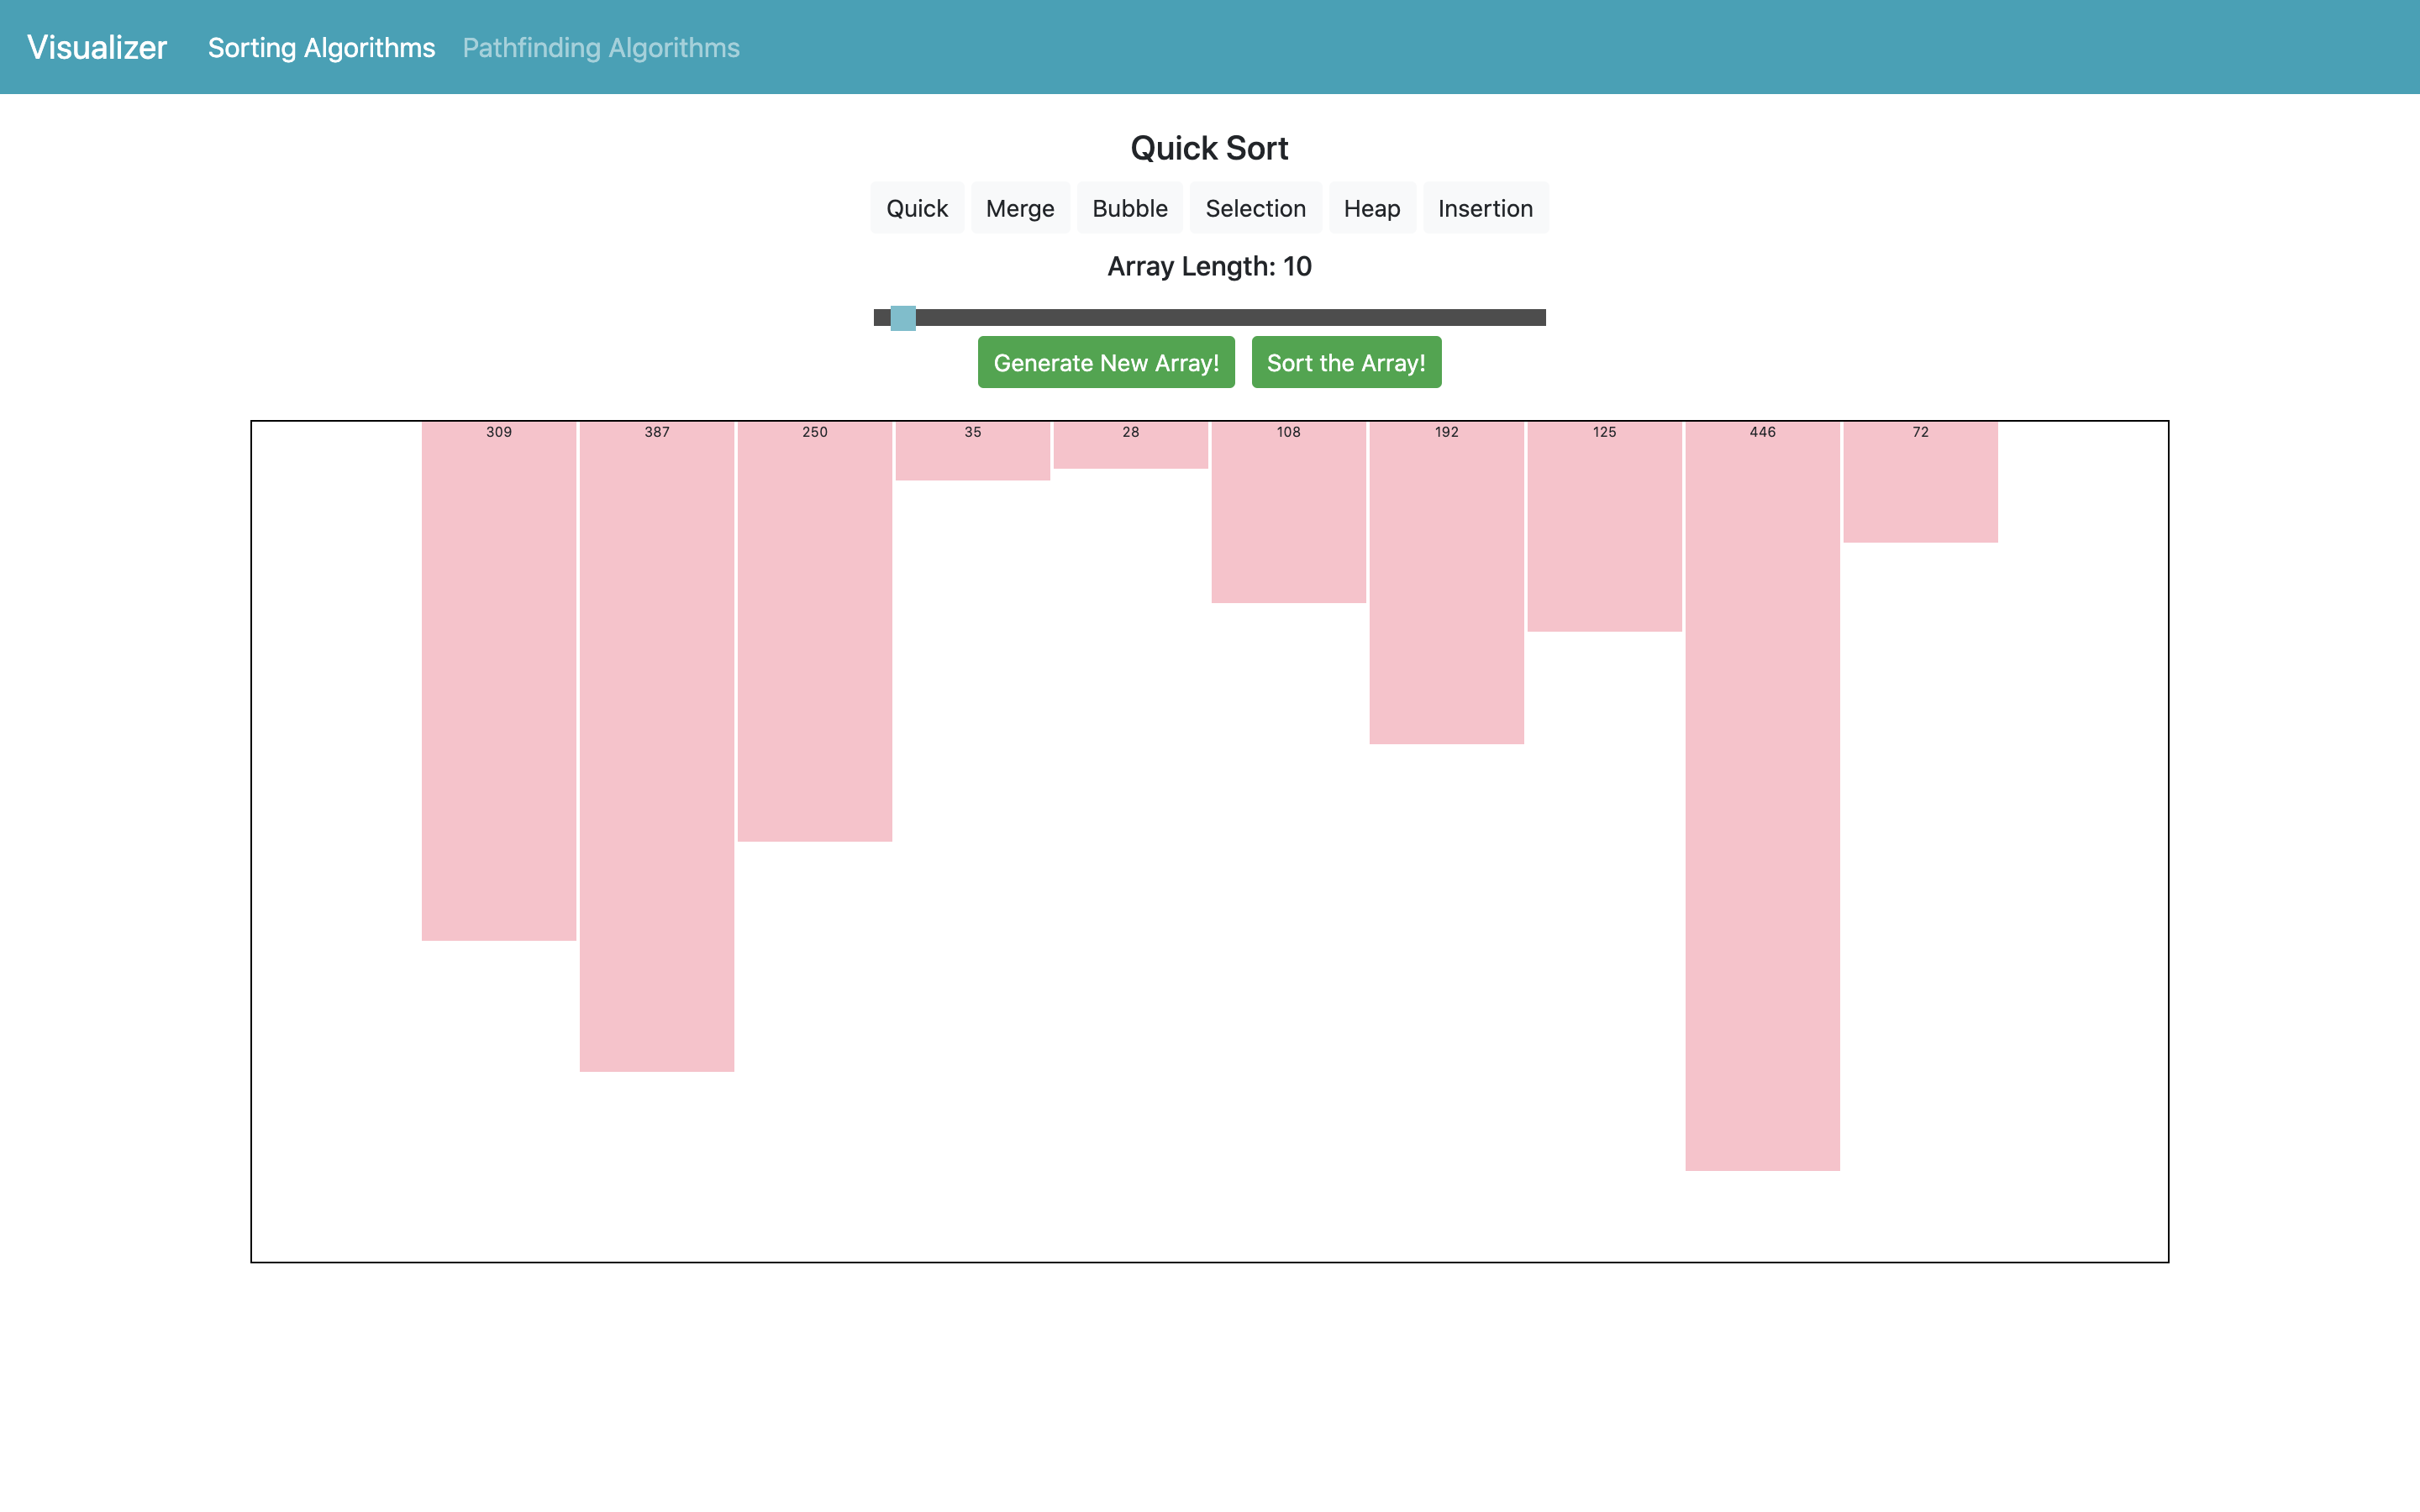 Visualizer Sorting Algorithms Pathfinding Algorithms
Quick Sort
Quick Merge Bubble Selection Heap Insertion
Array Length: 10
Generate New Array! Sort the Array!
309 387 250 35 28 108 192 125 446 72